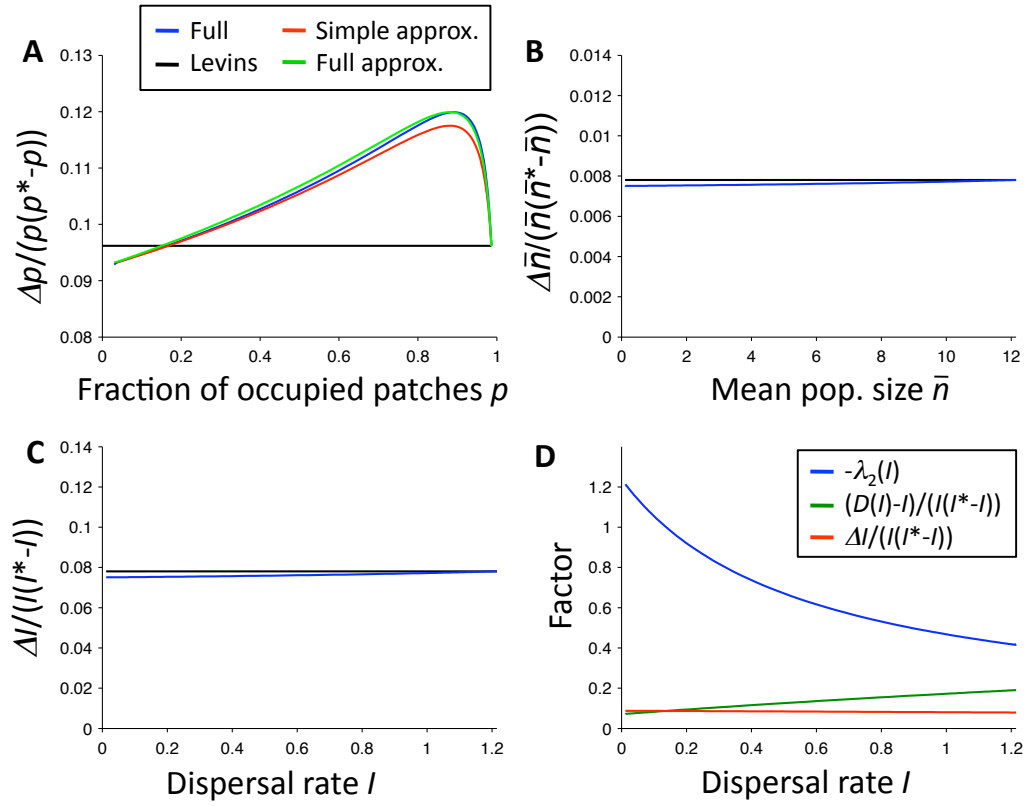 A
Full
Simple approx.
Levins
Full approx.
Δp/(p(p*-p))
0.13
0.12
0.11
0.1
0.09
0.08
0
0.2
0.4
0.6
0.8
1
Fraction of occupied patches p
B
Δn̄/(n̄(n̄*-n̄))
0.014
0.012
0.01
0.008
0.006
0.004
0.002
0
0
2
4
6
8
10
12
Mean pop. size n̄
C
ΔI/(I(I*-I))
0.14
0.12
0.1
0.08
0.06
0.04
0.02
0
0
0.2
0.4
0.6
0.8
1
1.2
Dispersal rate I
D
-λ₂(I)
(D(I)-I)/(I(I*-I))
ΔI/(I(I*-I))
Factor
1.2
1
0.8
0.6
0.4
0.2
0
0
0.2
0.4
0.6
0.8
1
1.2
Dispersal rate I